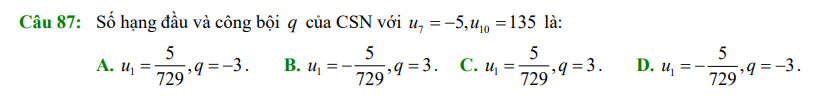 Câu 87: Số hạng đầu và công bội q của CSN với u₇ = −5, u₁₀ = 135 là:
A. u₁ = 5/729, q = −3. B. u₁ = −5/729, q = 3. C. u₁ = 5/729, q = 3. D. u₁ = −5/729, q = −3.